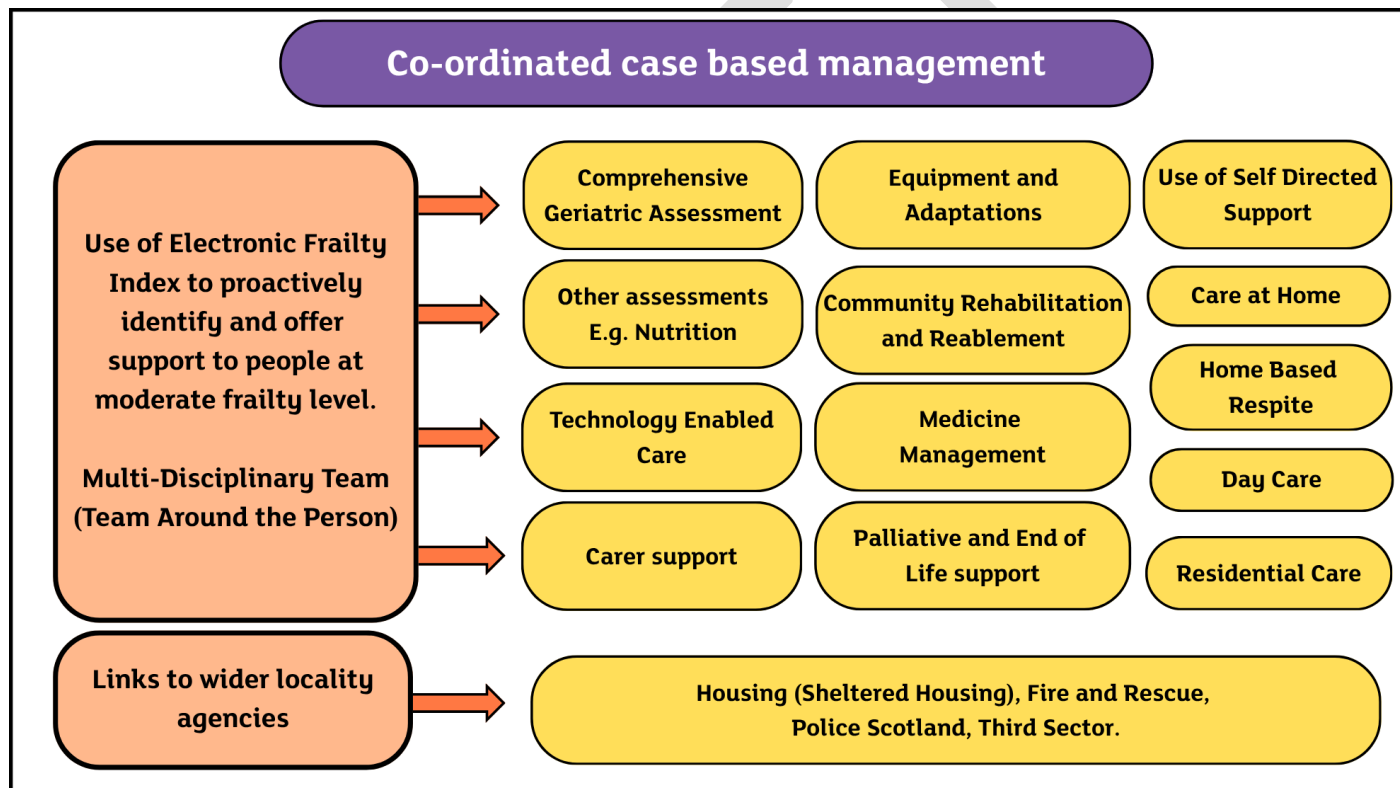 Co-ordinated case based management
Use of Electronic Frailty
Index to proactively
identify and offer
support to people at
moderate frailty level.
Multi-Disciplinary Team
(Team Around the Person)
Comprehensive
Geriatric Assessment
Equipment and
Adaptations
Use of Self Directed
Support
Other assessments
E.g. Nutrition
Community Rehabilitation
and Reablement
Care at Home
Home Based
Respite
Technology Enabled
Care
Medicine
Management
Day Care
Carer support
Palliative and End of
Life support
Residential Care
Links to wider locality
agencies
Housing (Sheltered Housing), Fire and Rescue,
Police Scotland, Third Sector.